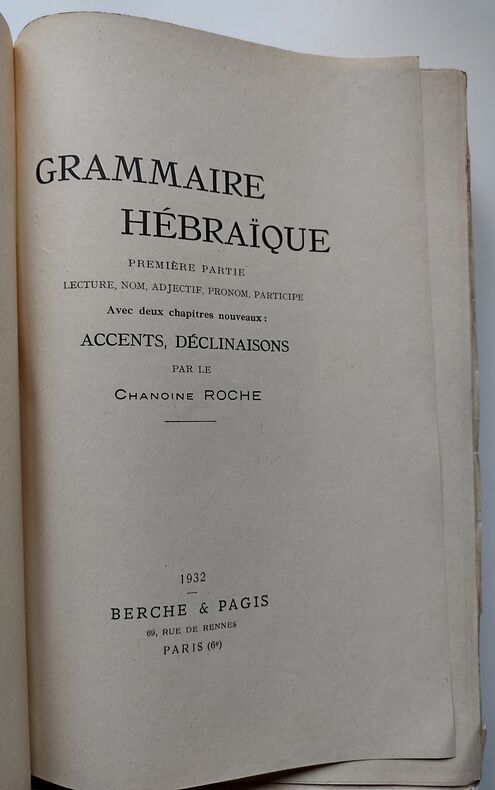 GRAMMAIRE
HÉBRAÏQUE
PREMIÈRE PARTIE
LECTURE, NOM, ADJECTIF, PRONOM, PARTICIPE
Avec deux chapitres nouveaux :
ACCENTS, DÉCLINAISONS
PAR LE
CHANOINE ROCHE
1932
BERCHE & PAGIS
69, RUE DE RENNES
PARIS (6e)